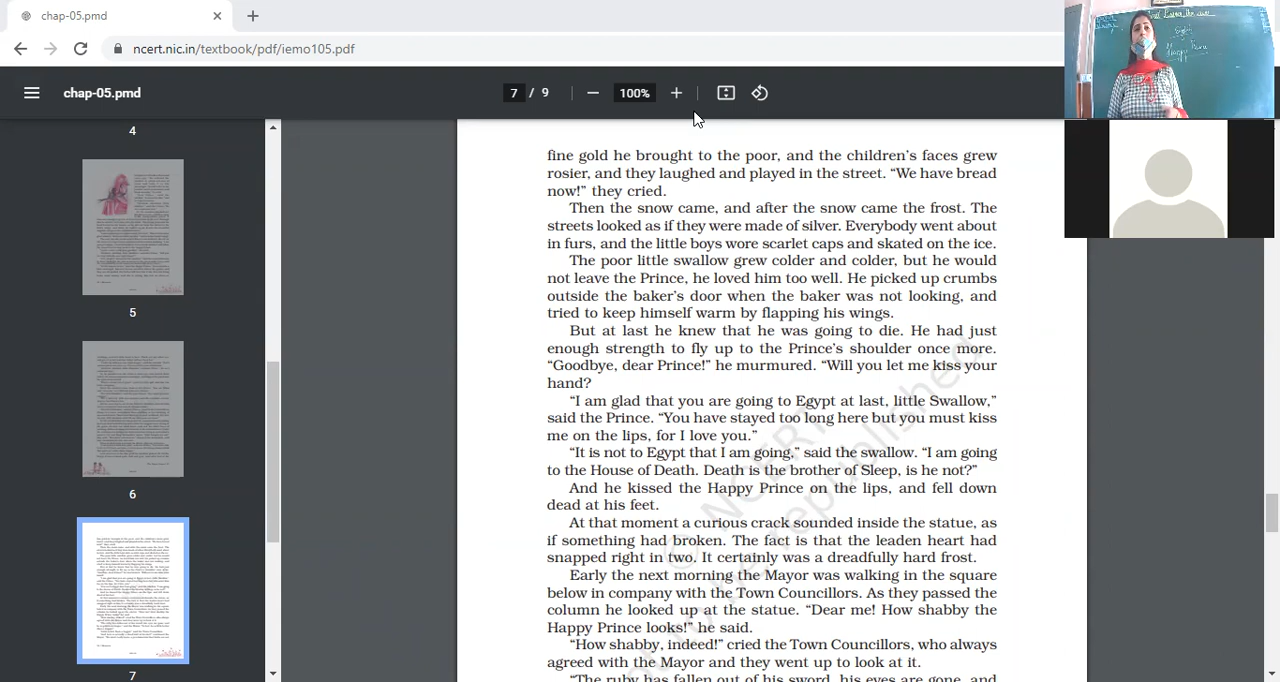 chap-05.pmd
ncert.nic.in/textbook/pdf/iemo105.pdf
chap-05.pmd
7 / 9
100%
4
5
6
7
fine gold he brought to the poor, and the children's faces grew
rosier, and they laughed and played in the street. “We have bread
now!” they cried.
Then the snow came, and after the snow came the frost. The
streets looked as if they were made of silver. Everybody went about
in furs, and the little boys wore scarlet caps and skated on the ice.
The poor little swallow grew colder and colder, but he would
not leave the Prince, he loved him too well. He picked up crumbs
outside the baker's door when the baker was not looking, and
tried to keep himself warm by flapping his wings.
But at last he knew that he was going to die. He had just
enough strength to fly up to the Prince's shoulder once more.
“Goodbye, dear Prince!” he murmured. “Will you let me kiss your
hand?”
“I am glad that you are going to Egypt at last, little Swallow,”
said the Prince. “You have stayed too long here but you must kiss
me on the lips, for I love you.”
“It is not to Egypt that I am going,” said the swallow. “I am going
to the House of Death. Death is the brother of Sleep, is he not?”
And he kissed the Happy Prince on the lips, and fell down
dead at his feet.
At that moment a curious crack sounded inside the statue, as
if something had broken. The fact is that the leaden heart had
snapped right in two. It certainly was a dreadfully hard frost.
Early the next morning the Mayor was walking in the square
below in company with the Town Councillors. As they passed the
column he looked up at the statue. “Dear me! How shabby the
Happy Prince looks!” he said.
“How shabby, indeed!” cried the Town Councillors, who always
agreed with the Mayor and they went up to look at it.
“The ruby has fallen out of his sword, his eyes are gone, and